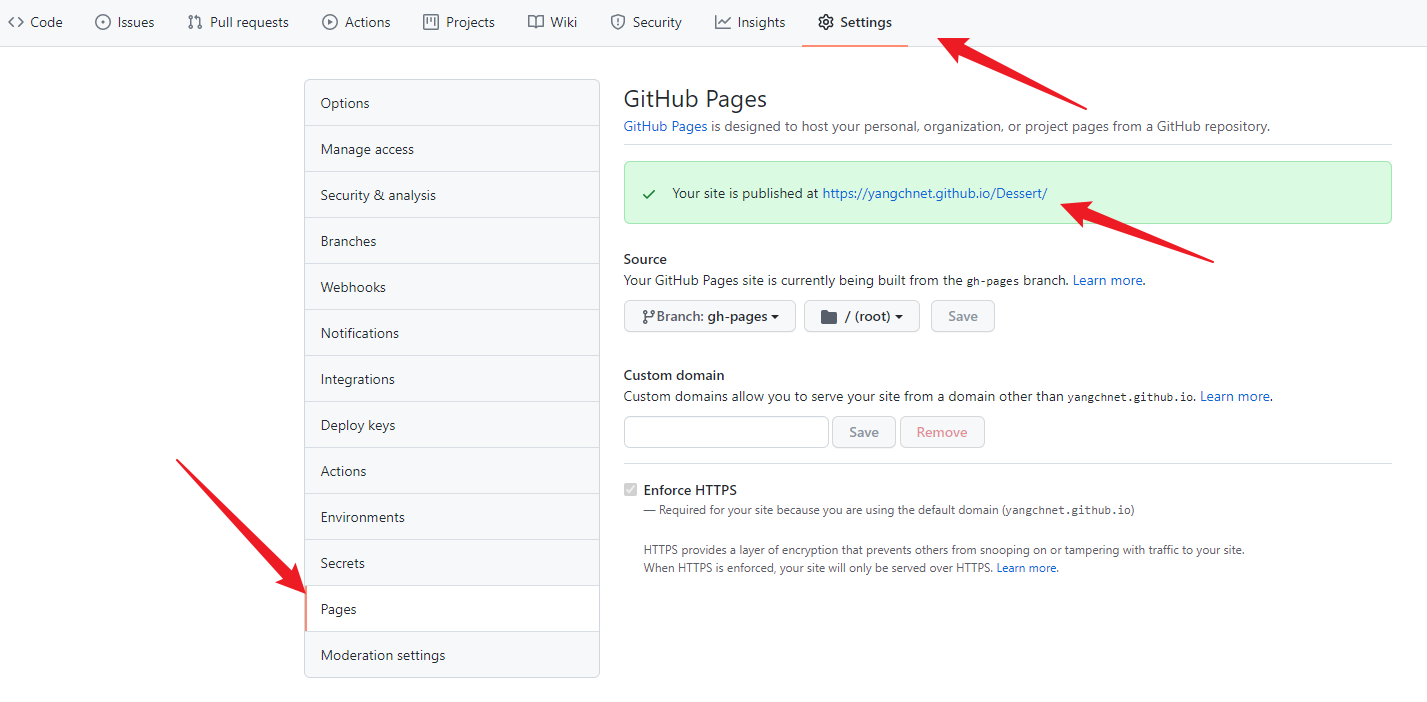 Code Issues Pull requests Actions Projects Wiki Security Insights Settings
Options
Manage access
Security & analysis
Branches
Webhooks
Notifications
Integrations
Deploy keys
Actions
Environments
Secrets
Pages
Moderation settings
GitHub Pages
GitHub Pages is designed to host your personal, organization, or project pages from a GitHub repository.
Your site is published at https://yangchnet.github.io/Dessert/
Source
Your GitHub Pages site is currently being built from the gh-pages branch. Learn more.
Branch: gh-pages / (root) Save
Custom domain
Custom domains allow you to serve your site from a domain other than yangchnet.github.io. Learn more.
Save Remove
Enforce HTTPS
— Required for your site because you are using the default domain (yangchnet.github.io)
HTTPS provides a layer of encryption that prevents others from snooping on or tampering with traffic to your site.
When HTTPS is enforced, your site will only be served over HTTPS. Learn more.